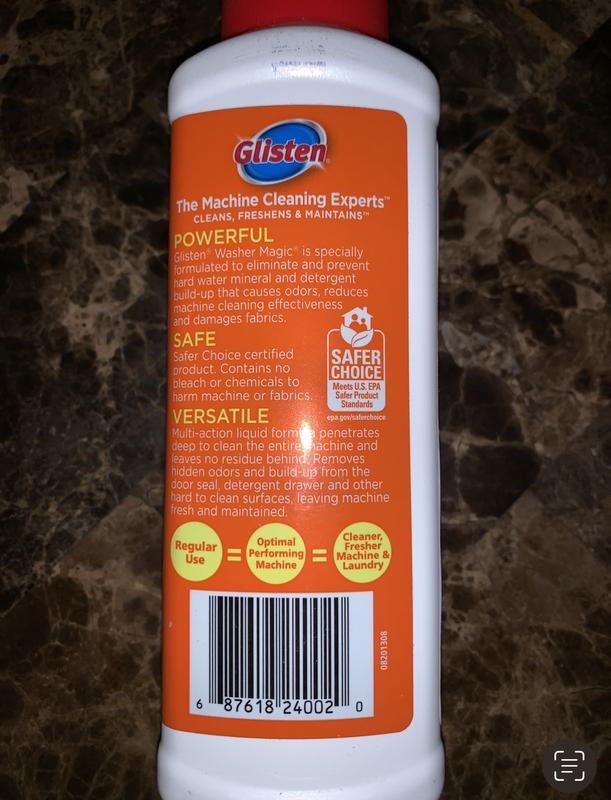 Glisten®
The Machine Cleaning Experts™
CLEANS, FRESHENS & MAINTAINS™
POWERFUL
Glisten® Washer Magic® is specially
formulated to eliminate and prevent
hard water mineral and detergent
build-up that causes odors, reduces
machine cleaning effectiveness
and damages fabrics.
SAFE
Safer Choice certified
product. Contains no
bleach or chemicals to
harm machine or fabrics.
SAFER
CHOICE
Meets U.S. EPA
Safer Product
Standards
epa.gov/saferchoice
VERSATILE
Multi-action liquid formula penetrates
deep to clean the entire machine and
leaves no residue behind. Removes
hidden odors and build-up from the
door seal, detergent drawer and other
hard to clean surfaces, leaving machine
fresh and maintained.
Regular
Use
=
Optimal
Performing
Machine
=
Cleaner,
Fresher
Machine &
Laundry
08201308
6 87618 24002 0